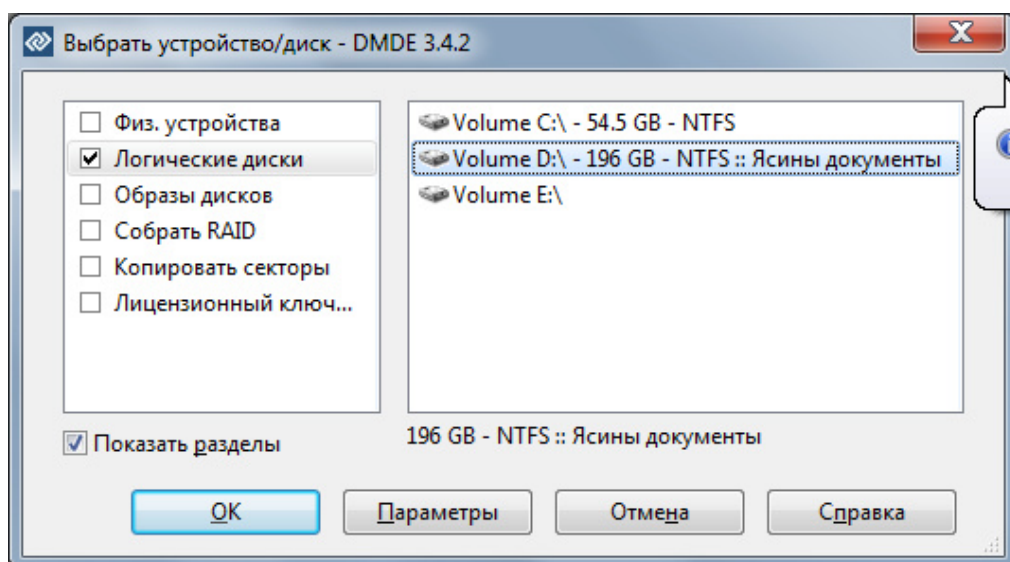 Выбрать устройство/диск - DMDE 3.4.2
Физ. устройства
Логические диски
Образы дисков
Собрать RAID
Копировать секторы
Лицензионный ключ...
Volume C:\ - 54.5 GB - NTFS
Volume D:\ - 196 GB - NTFS :: Ясины документы
Volume E:\
Показать разделы
196 GB - NTFS :: Ясины документы
OK
Параметры
Отмена
Справка